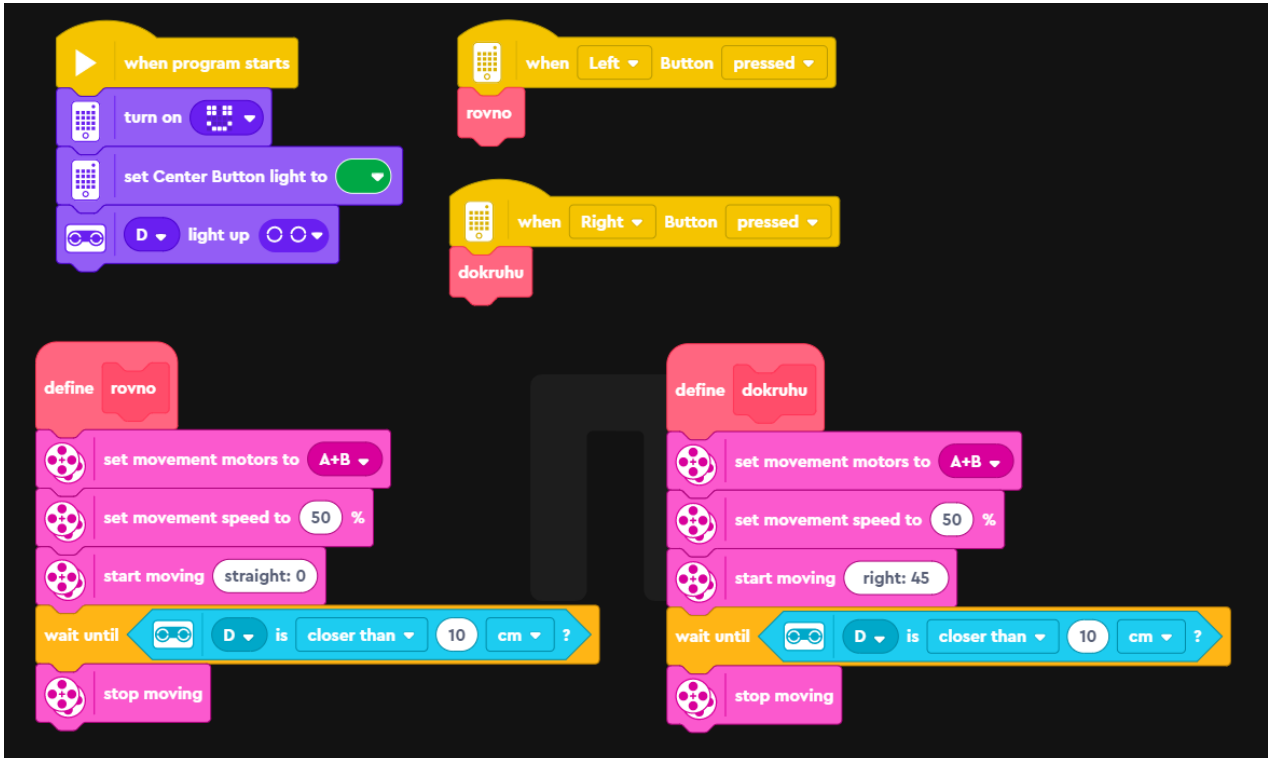 when program starts
turn on
set Center Button light to
D light up
when Left Button pressed
rovno
when Right Button pressed
dokruhu
define rovno
set movement motors to A+B
set movement speed to 50 %
start moving straight: 0
wait until D is closer than 10 cm ?
stop moving
define dokruhu
set movement motors to A+B
set movement speed to 50 %
start moving right: 45
wait until D is closer than 10 cm ?
stop moving